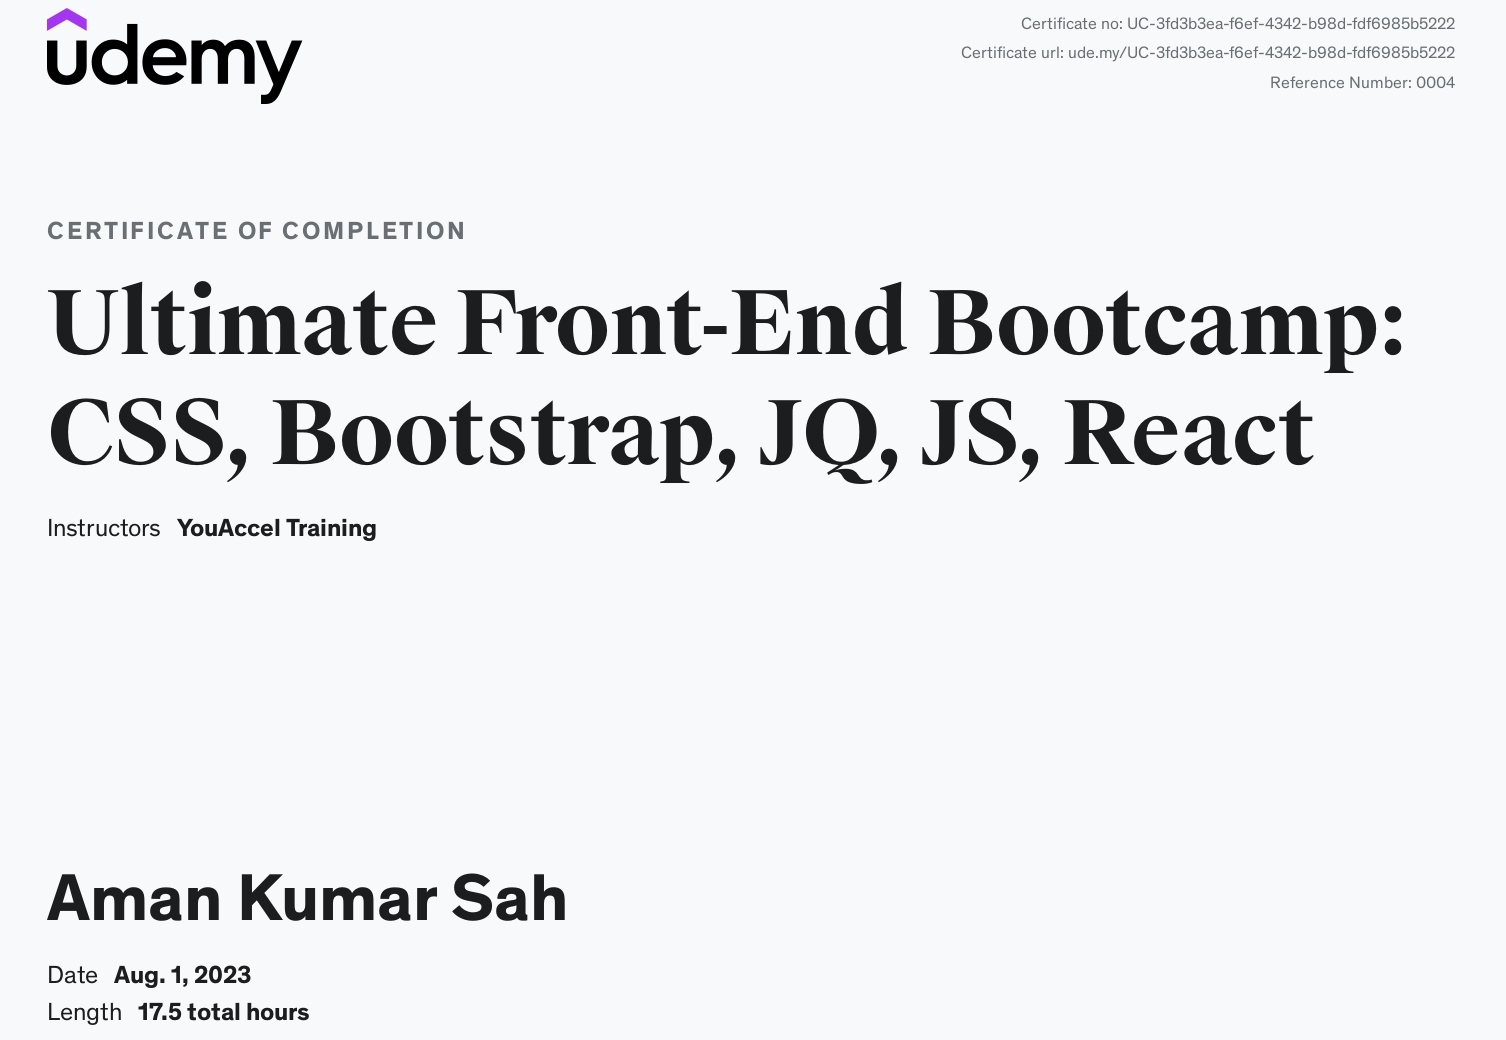 udemy
Certificate no: UC-3fd3b3ea-f6ef-4342-b98d-fdf6985b5222
Certificate url: ude.my/UC-3fd3b3ea-f6ef-4342-b98d-fdf6985b5222
Reference Number: 0004
CERTIFICATE OF COMPLETION
Ultimate Front-End Bootcamp:
CSS, Bootstrap, JQ, JS, React
Instructors YouAccel Training
Aman Kumar Sah
Date Aug. 1, 2023
Length 17.5 total hours